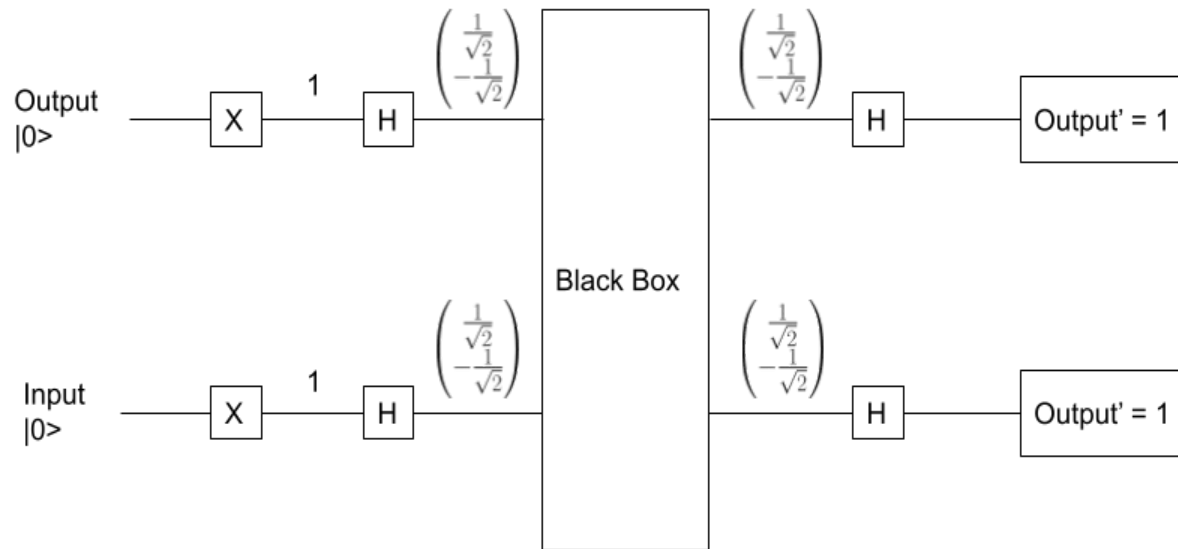 Output
|0>
X
1
H
(1/√2
-1/√2)
Black Box
(1/√2
-1/√2)
H
Output’ = 1
Input
|0>
X
1
H
(1/√2
-1/√2)
(1/√2
-1/√2)
H
Output’ = 1